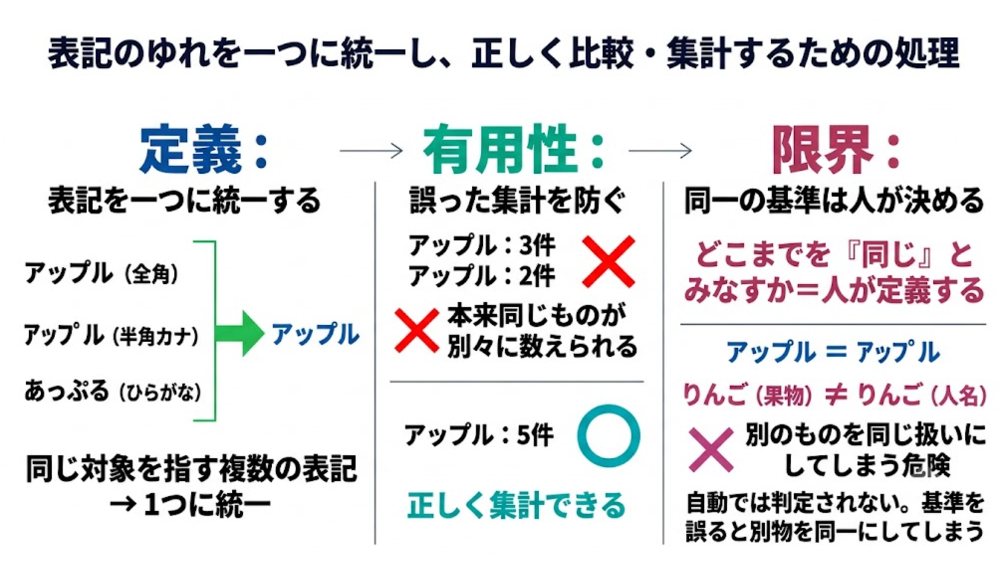 表記のゆれを一つに統一し、正しく比較・集計するための処理
定義：
表記を一つに統一する
アップル（全角）
ｱｯﾌﾟﾙ（半角カナ）
あっぷる（ひらがな）
アップル
同じ対象を指す複数の表記
→ 1つに統一
有用性：
誤った集計を防ぐ
アップル：3件
アップル：2件
本来同じものが
別々に数えられる
アップル：5件
正しく集計できる
限界：
同一の基準は人が決める
どこまでを『同じ』と
みなすか＝人が定義する
アップル ＝ ｱｯﾌﾟﾙ
りんご（果物）≠ りんご（人名）
別のものを同じ扱いに
してしまう危険
自動では判定されない。基準を
誤ると別物を同一にしてしまう